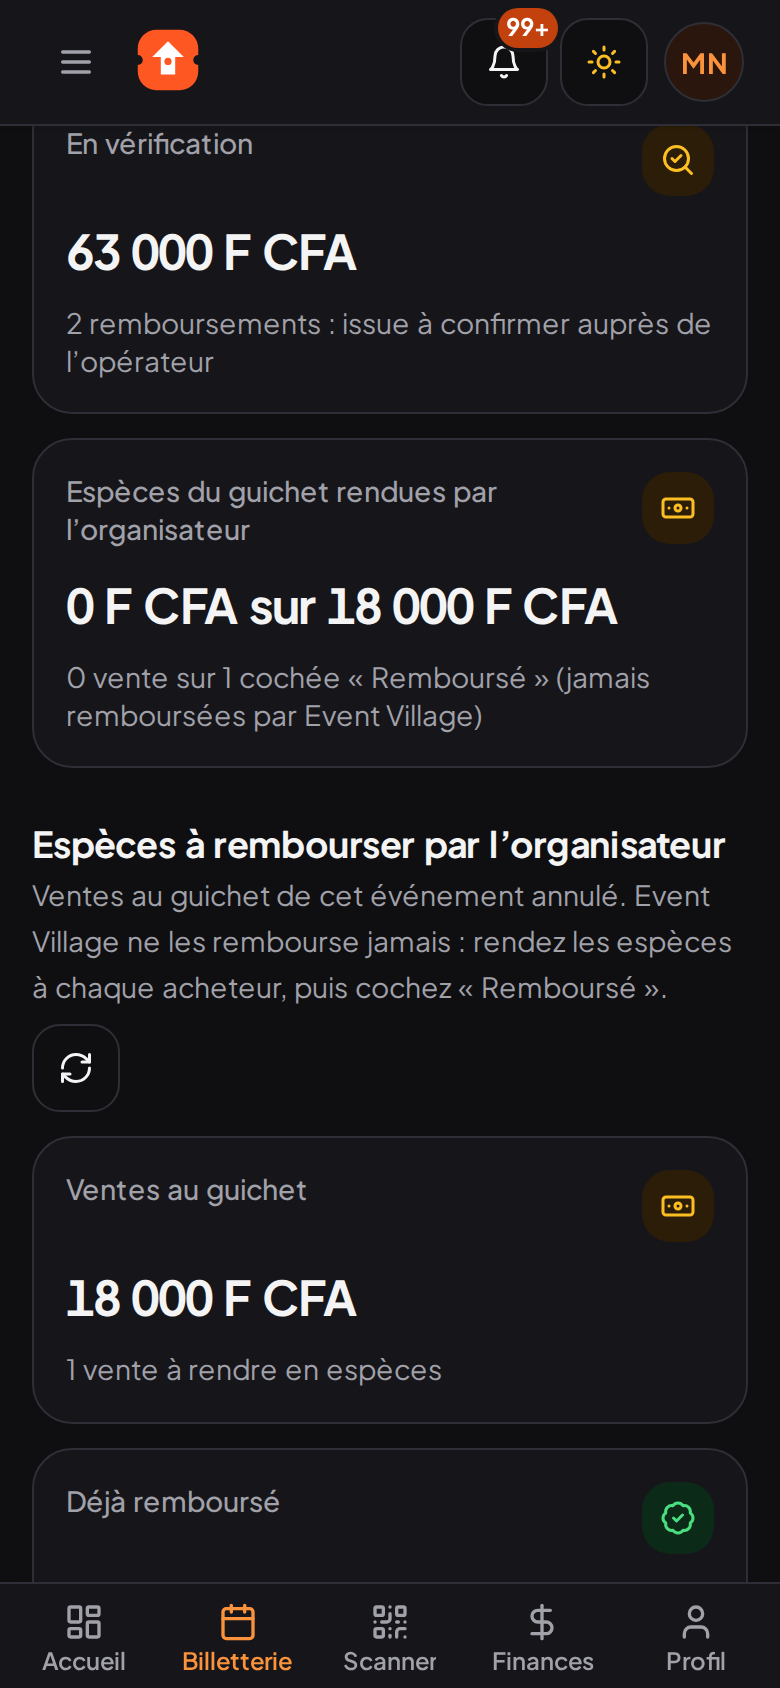 99+
MN
En vérification
63 000 F CFA
2 remboursements : issue à confirmer auprès de
l’opérateur
Espèces du guichet rendues par
l’organisateur
0 F CFA sur 18 000 F CFA
0 vente sur 1 cochée « Remboursé » (jamais
remboursées par Event Village)
Espèces à rembourser par l’organisateur
Ventes au guichet de cet événement annulé. Event
Village ne les rembourse jamais : rendez les espèces
à chaque acheteur, puis cochez « Remboursé ».
Ventes au guichet
18 000 F CFA
1 vente à rendre en espèces
Déjà remboursé
Accueil
Billetterie
Scanner
Finances
Profil